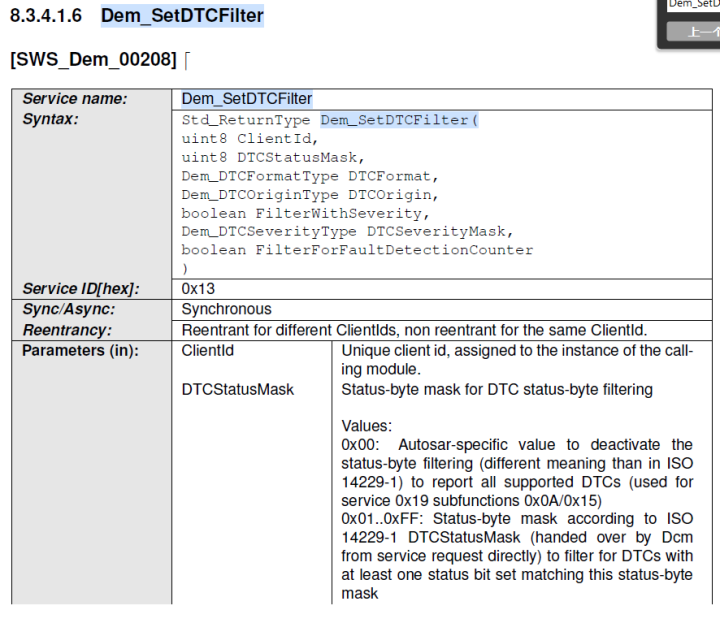 Dem_SetD
上一个
8.3.4.1.6 Dem_SetDTCFilter
[SWS_Dem_00208] ⌈
Service name: Dem_SetDTCFilter
Syntax: Std_ReturnType Dem_SetDTCFilter(
uint8 ClientId,
uint8 DTCStatusMask,
Dem_DTCFormatType DTCFormat,
Dem_DTCOriginType DTCOrigin,
boolean FilterWithSeverity,
Dem_DTCSeverityType DTCSeverityMask,
boolean FilterForFaultDetectionCounter
)
Service ID[hex]: 0x13
Sync/Async: Synchronous
Reentrancy: Reentrant for different ClientIds, non reentrant for the same ClientId.
Parameters (in): ClientId Unique client id, assigned to the instance of the call-
ing module.
DTCStatusMask Status-byte mask for DTC status-byte filtering
Values:
0x00: Autosar-specific value to deactivate the
status-byte filtering (different meaning than in ISO
14229-1) to report all supported DTCs (used for
service 0x19 subfunctions 0x0A/0x15)
0x01..0xFF: Status-byte mask according to ISO
14229-1 DTCStatusMask (handed over by Dcm
from service request directly) to filter for DTCs with
at least one status bit set matching this status-byte
mask